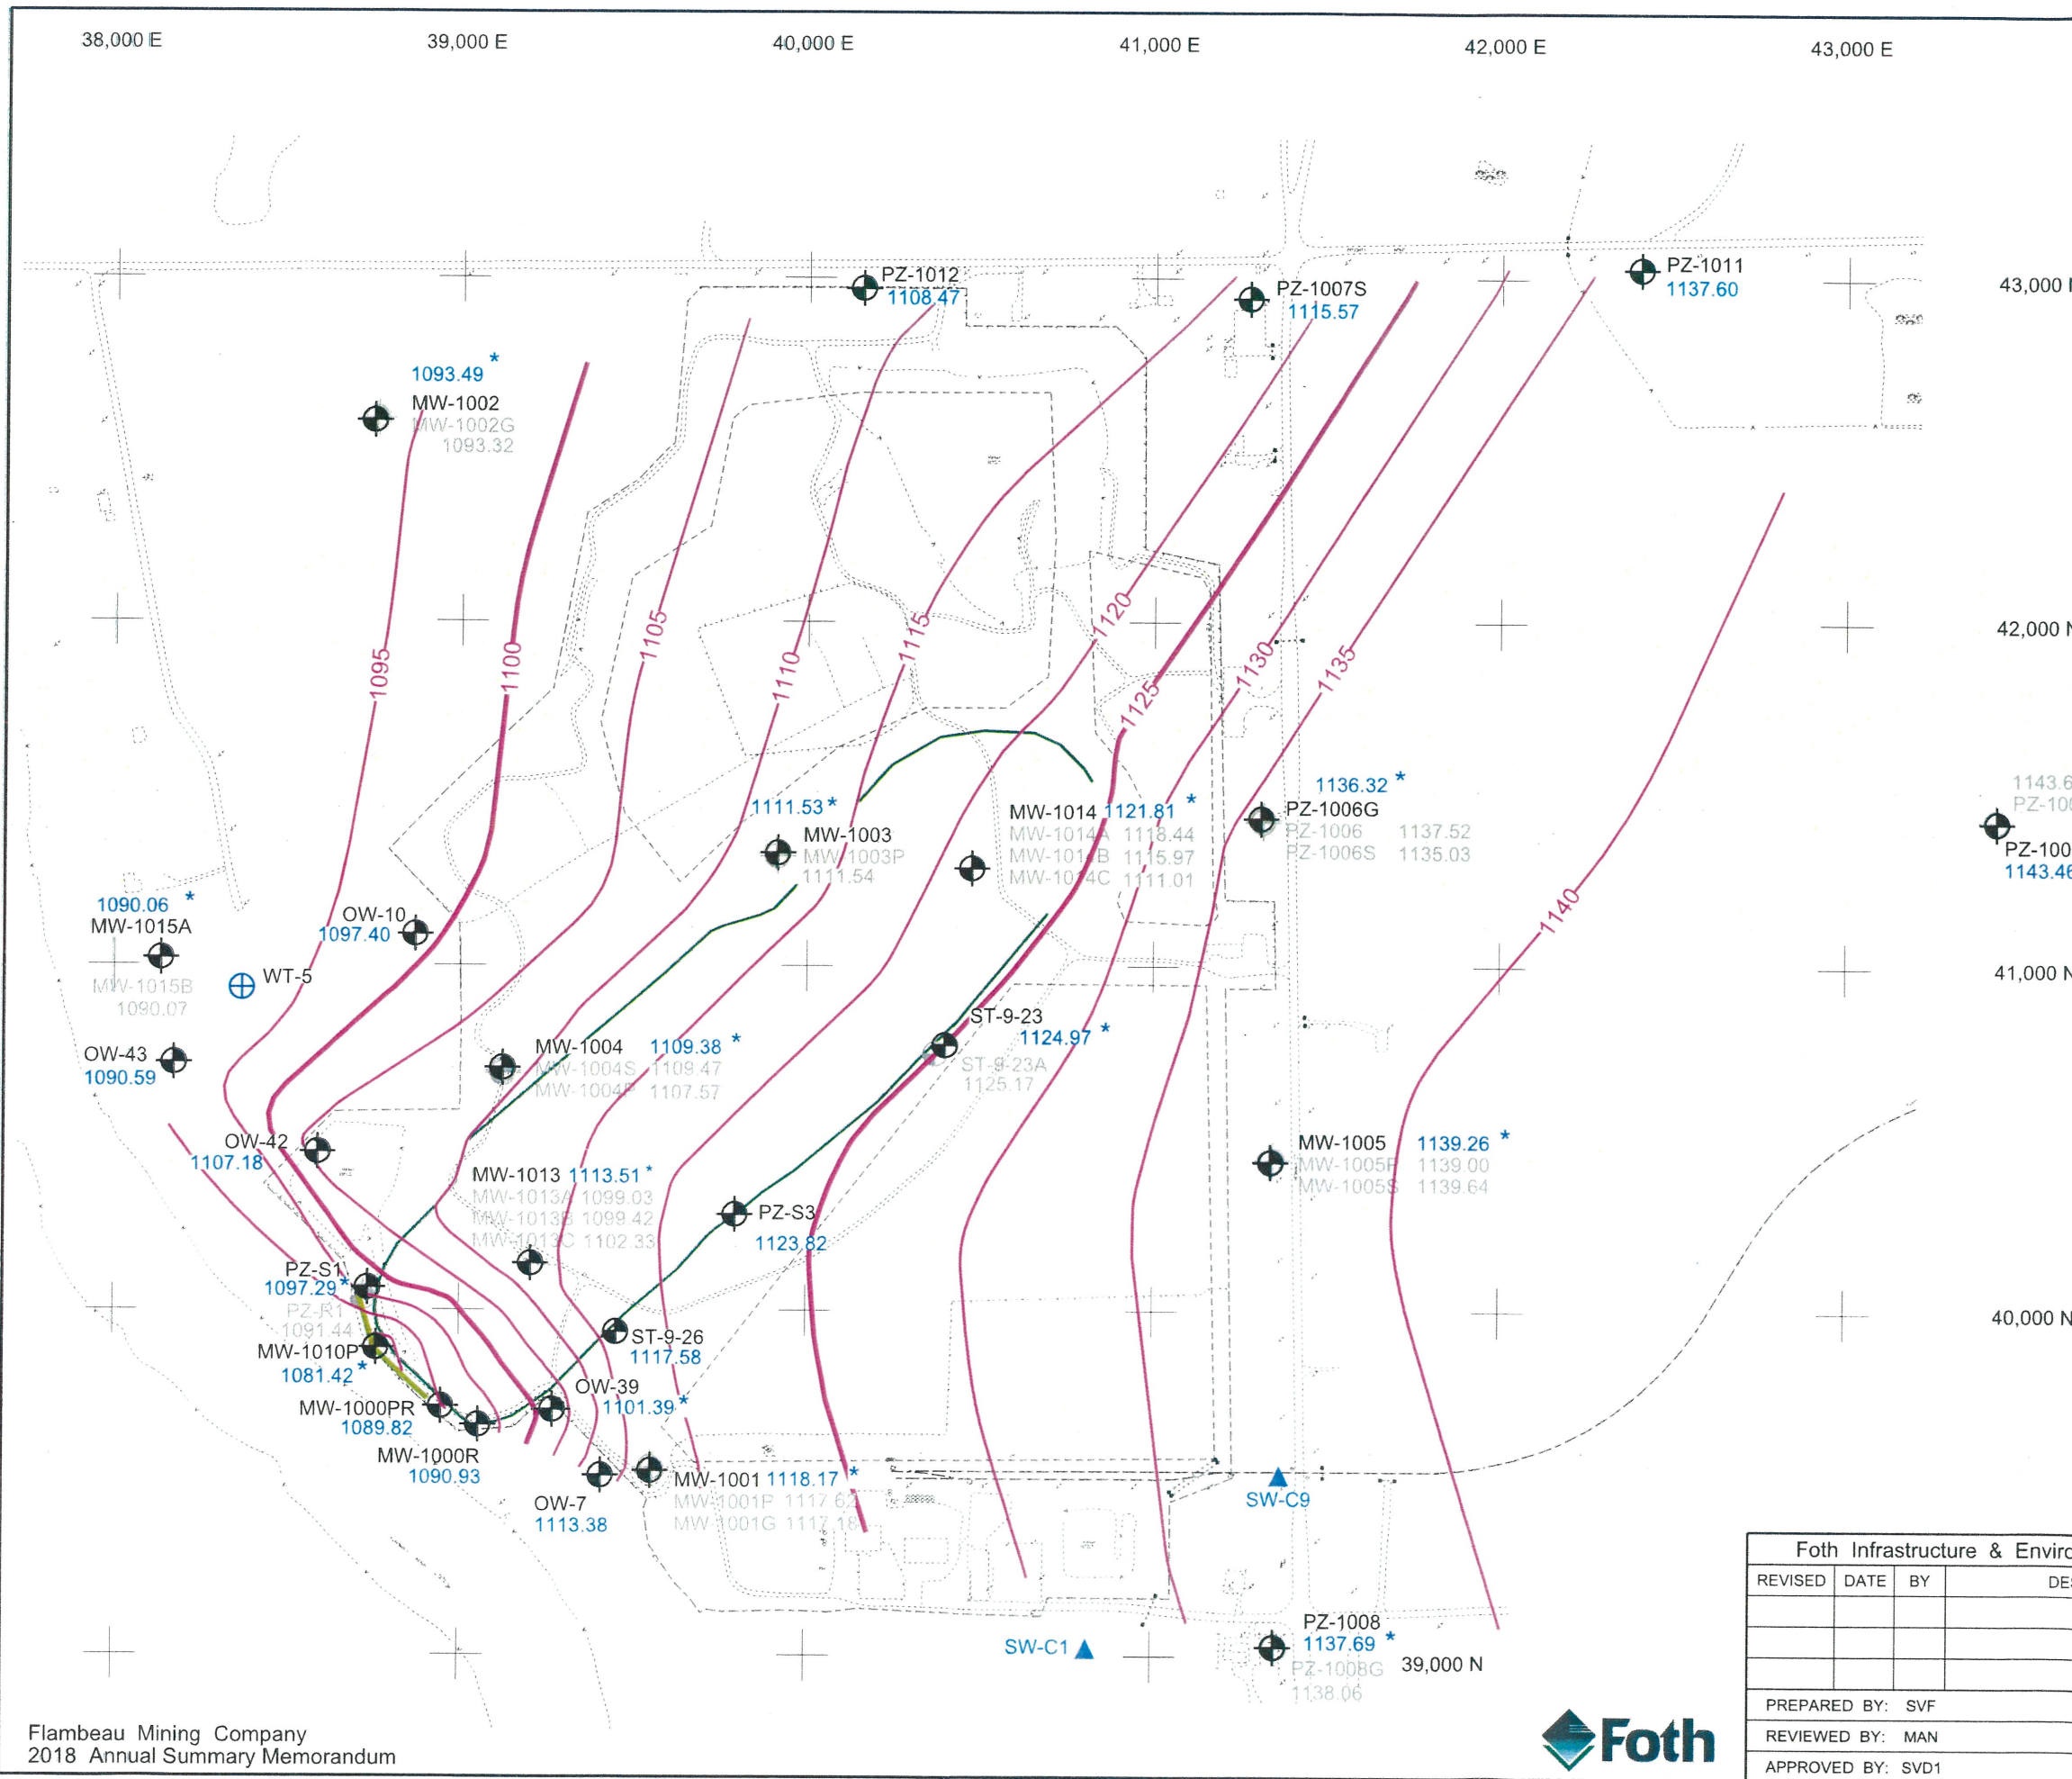 38,000 E
39,000 E
40,000 E
41,000 E
42,000 E
43,000 E
PZ-1012
1108.47
PZ-1007S
1115.57
PZ-1011
1137.60
43,000
1093.49 *
MW-1002
MW-1002G
1093.32
1095
1100
1105
1110
1115
1120
1125
1130
1135
42,000 N
1111.53 *
MW-1003
MW-1003P
1111.54
MW-1014 1121.81 *
MW-1014A 1118.44
MW-1014B 1115.97
MW-1014C 1111.01
1136.32 *
PZ-1006G
PZ-1006 1137.52
PZ-1006S 1135.03
1143.6
PZ-100
PZ-100
1143.46
1140
1090.06 *
MW-1015A
MW-1015B
1090.07
OW-10
1097.40
WT-5
41,000 N
OW-43
1090.59
MW-1004 1109.38 *
MW-1004S 1109.47
MW-1004P 1107.57
ST-9-23
1124.97 *
ST-9-23A
1125.17
OW-42
1107.18
MW-1013 1113.51 *
MW-1013A 1099.03
MW-1013B 1099.42
MW-1013C 1102.33
PZ-S3
1123.82
MW-1005 1139.26 *
MW-1005P 1139.00
MW-1005S 1139.64
PZ-S1
1097.29 *
PZ-R1
1091.44
MW-1010P
1081.42 *
ST-9-26
1117.58
40,000 N
OW-39
1101.39 *
MW-1000PR
1089.82
MW-1000R
1090.93
OW-7
1113.38
MW-1001 1118.17 *
MW-1001P 1117.62
MW-1001G 1117.18
SW-C9
SW-C1
PZ-1008
1137.69 *
PZ-1008G
1138.06
39,000 N
Foth Infrastructure & Enviro
REVISED DATE BY DES
PREPARED BY: SVF
REVIEWED BY: MAN
APPROVED BY: SVD1
Foth
Flambeau Mining Company
2018 Annual Summary Memorandum